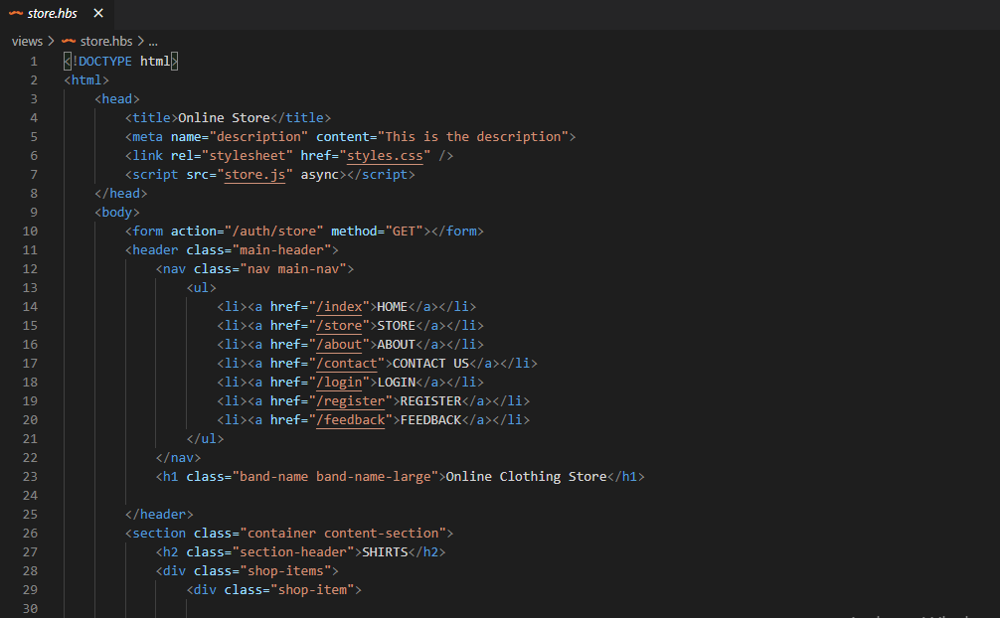 store.hbs ×
views > store.hbs > ...
1 <!DOCTYPE html>
2 <html>
3 <head>
4 <title>Online Store</title>
5 <meta name="description" content="This is the description">
6 <link rel="stylesheet" href="styles.css" />
7 <script src="store.js" async></script>
8 </head>
9 <body>
10 <form action="/auth/store" method="GET"></form>
11 <header class="main-header">
12 <nav class="nav main-nav">
13 <ul>
14 <li><a href="/index">HOME</a></li>
15 <li><a href="/store">STORE</a></li>
16 <li><a href="/about">ABOUT</a></li>
17 <li><a href="/contact">CONTACT US</a></li>
18 <li><a href="/login">LOGIN</a></li>
19 <li><a href="/register">REGISTER</a></li>
20 <li><a href="/feedback">FEEDBACK</a></li>
21 </ul>
22 </nav>
23 <h1 class="band-name band-name-large">Online Clothing Store</h1>
24
25 </header>
26 <section class="container content-section">
27 <h2 class="section-header">SHIRTS</h2>
28 <div class="shop-items">
29 <div class="shop-item">
30